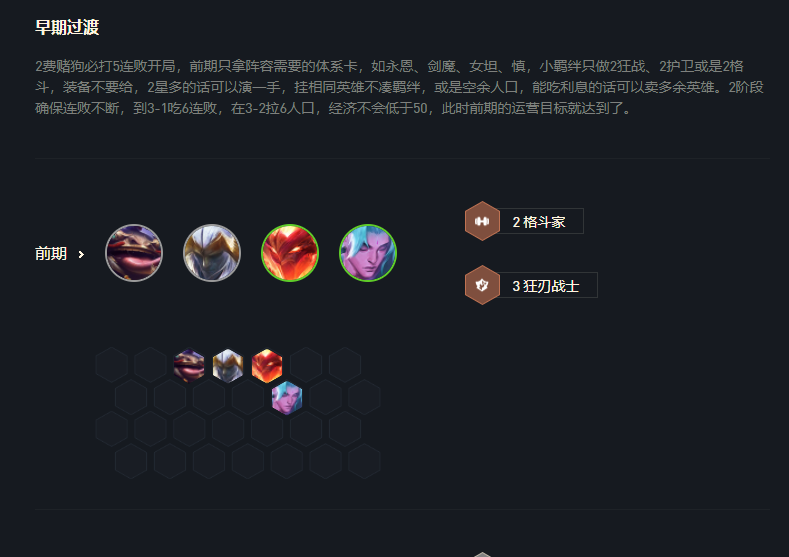 早期过渡
2费赌狗必打5连败开局，前期只拿阵容需要的体系卡，如永恩、剑魔、女坦、慎，小羁绊只做2狂战、2护卫或是2格
斗，装备不要给，2星多的话可以演一手，挂相同英雄不凑羁绊，或是空余人口，能吃利息的话可以卖多余英雄。2阶段
确保连败不断，到3-1吃6连败，在3-2拉6人口，经济不会低于50，此时前期的运营目标就达到了。
2 格斗家
前期
3 狂刃战士